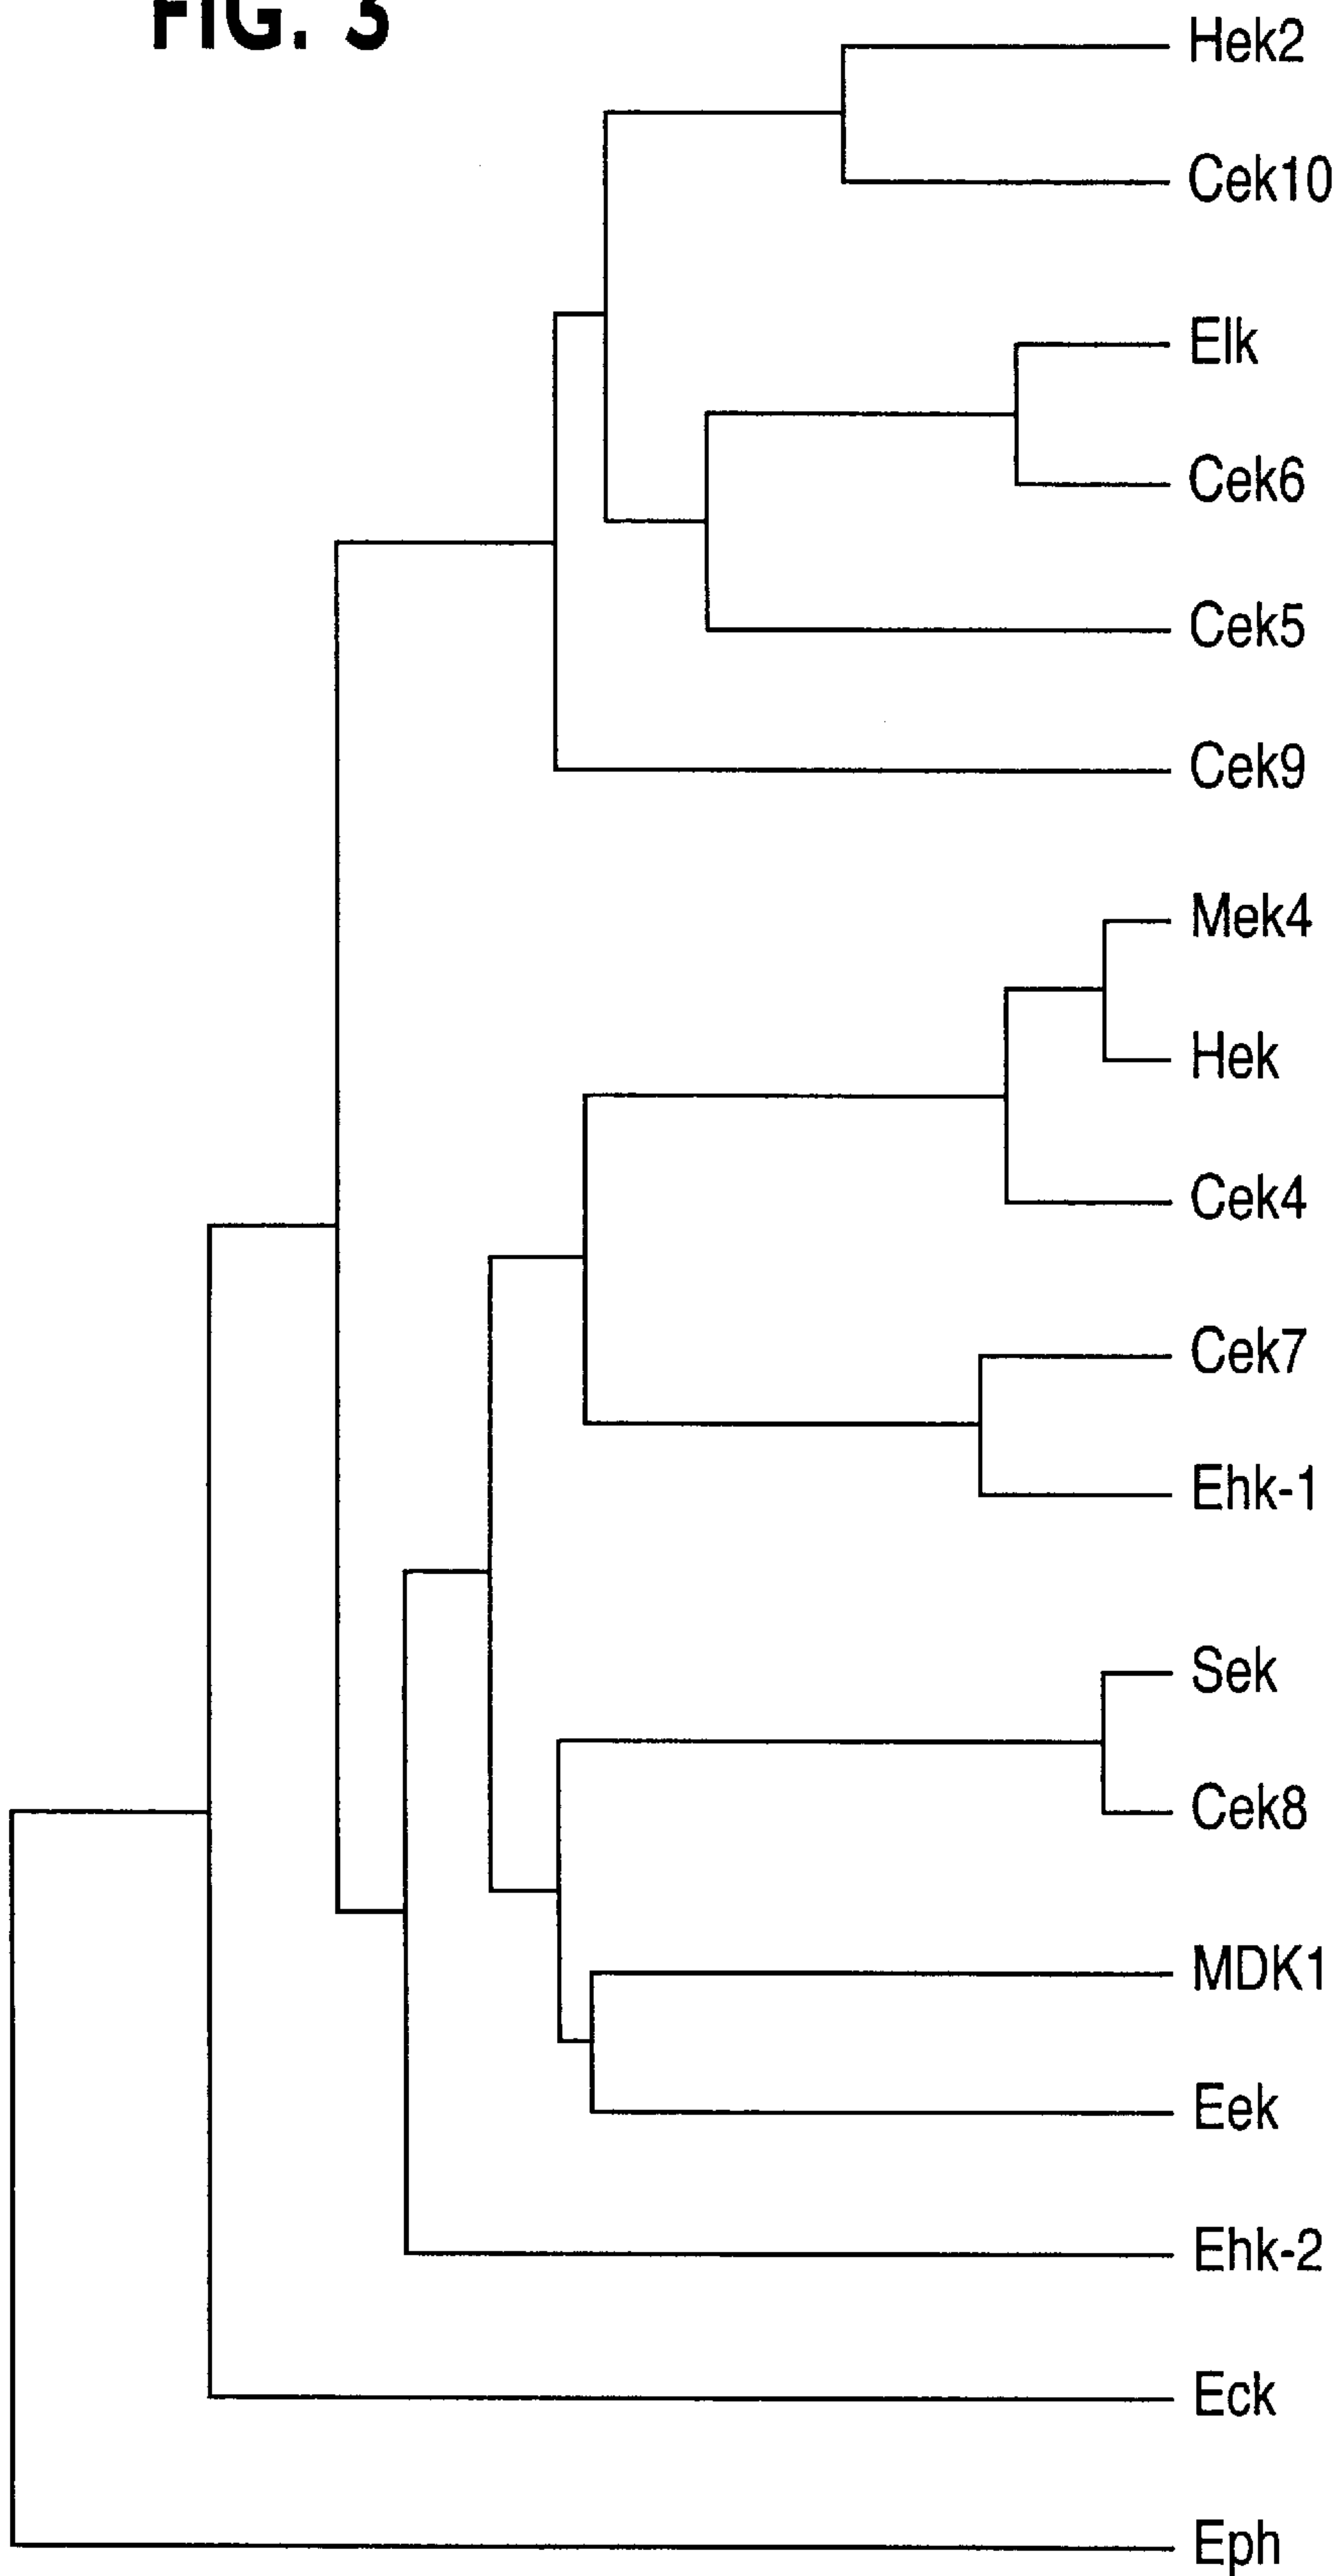 FIG. 3
Hek2
Cek10
Elk
Cek6
Cek5
Cek9
Mek4
Hek
Cek4
Cek7
Ehk-1
Sek
Cek8
MDK1
Eek
Ehk-2
Eck
Eph